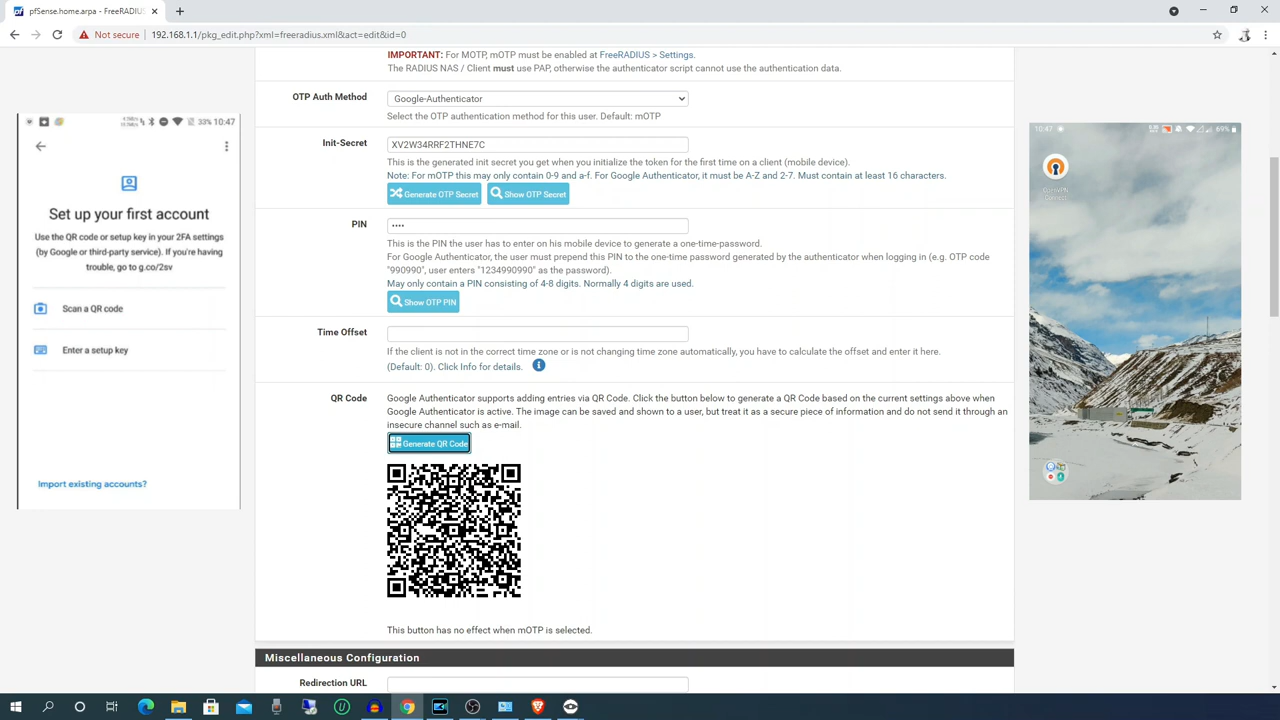 pfSense.home.arpa - FreeRADIUS
Not secure
192.168.1.1/pkg_edit.php?xml=freeradius.xml&act=edit&id=0
IMPORTANT: For MOTP, mOTP must be enabled at FreeRADIUS > Settings.
The RADIUS NAS / Client must use PAP, otherwise the authenticator script cannot use the authentication data.
OTP Auth Method
Google-Authenticator
Select the OTP authentication method for this user. Default: mOTP
Init-Secret
XV2W34RRF2THNE7C
This is the generated init secret you get when you initialize the token for the first time on a client (mobile device).
Note: For mOTP this may only contain 0-9 and a-f. For Google Authenticator, it must be A-Z and 2-7. Must contain at least 16 characters.
Generate OTP Secret
Show OTP Secret
PIN
••••
This is the PIN the user has to enter on his mobile device to generate a one-time-password.
For Google Authenticator, the user must prepend this PIN to the one-time password generated by the authenticator when logging in (e.g. OTP code
"990990", user enters "1234990990" as the password).
May only contain a PIN consisting of 4-8 digits. Normally 4 digits are used.
Show OTP PIN
Time Offset
If the client is not in the correct time zone or is not changing time zone automatically, you have to calculate the offset and enter it here.
(Default: 0). Click Info for details.
QR Code
Google Authenticator supports adding entries via QR Code. Click the button below to generate a QR Code based on the current settings above when
Google Authenticator is active. The image can be saved and shown to a user, but treat it as a secure piece of information and do not send it through an
insecure channel such as e-mail.
Generate QR Code
This button has no effect when mOTP is selected.
Miscellaneous Configuration
Redirection URL
33% 10:47
Set up your first account
Use the QR code or setup key in your 2FA settings
(by Google or third-party service). If you're having
trouble, go to g.co/2sv
Scan a QR code
Enter a setup key
Import existing accounts?
10:47
69%
OpenVPN
Connect